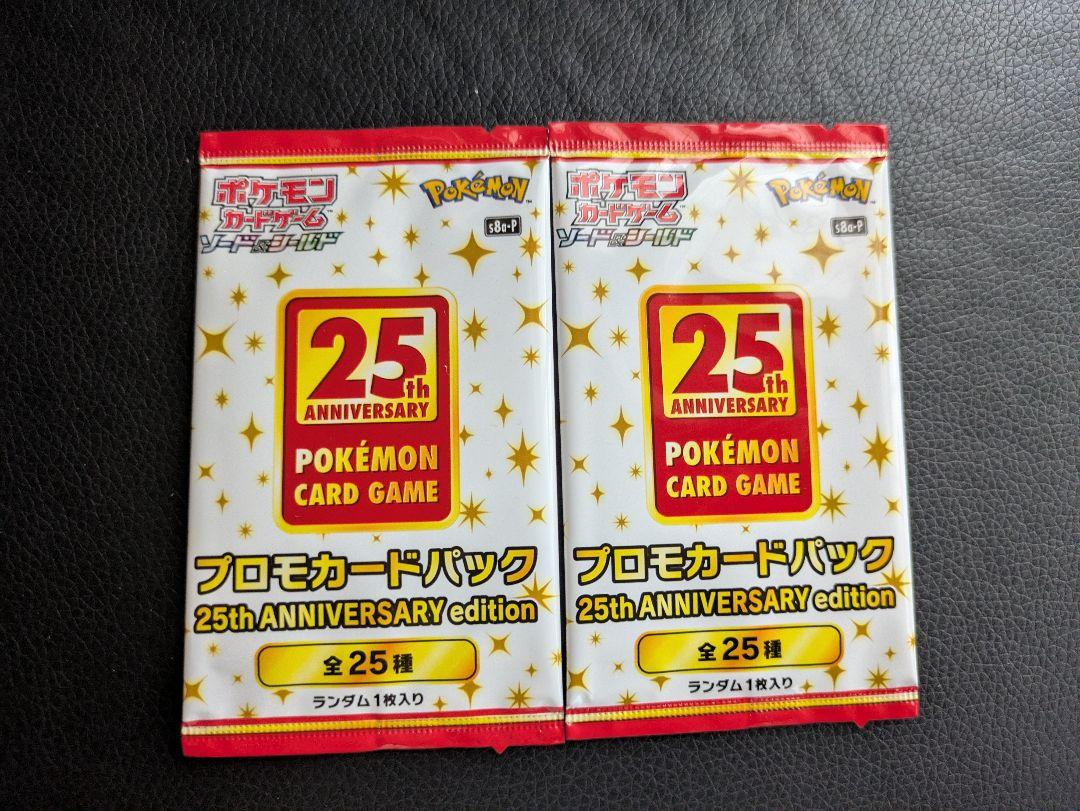 ポケモン
カードゲーム
ソード&シールド
POKéMON
s8a-P
25th
ANNIVERSARY
POKÉMON
CARD GAME
プロモカードパック
25th ANNIVERSARY edition
全25種
ランダム1枚入り
ポケモン
カードゲーム
ソード&シールド
POKéMON
s8a-P
25th
ANNIVERSARY
POKÉMON
CARD GAME
プロモカードパック
25th ANNIVERSARY edition
全25種
ランダム1枚入り